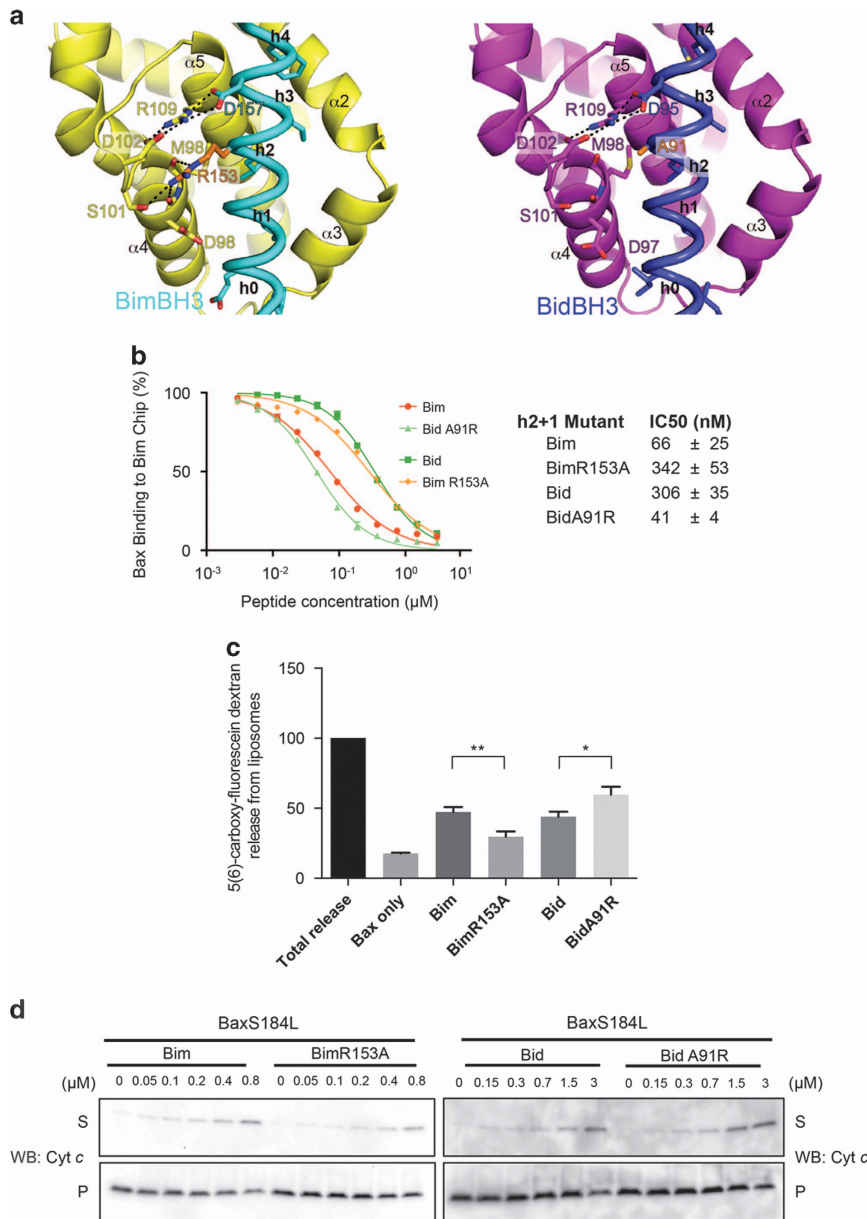 a
h4
α5
α2
R109
D157
h3
D102
M98
h2
R153
S101
h1
D98
α4
α3
h0
BimBH3
h4
α5
α2
R109
D95
h3
D102
M98
A91
h2
S101
h1
D97
α4
α3
h0
BidBH3
b
Bax Binding to Bim Chip (%)
100
50
0
10-3
10-2
10-1
100
101
Peptide concentration (µM)
Bim
Bid A91R
Bid
Bim R153A
h2+1 Mutant IC50 (nM)
Bim 66 ± 25
BimR153A 342 ± 53
Bid 306 ± 35
BidA91R 41 ± 4
c
5(6)-carboxy-fluorescein dextran
release from liposomes
150
100
50
0
**
*
Total release
Bax only
Bim
BimR153A
Bid
BidA91R
d
BaxS184L
Bim BimR153A
(µM) 0 0.05 0.1 0.2 0.4 0.8 0 0.05 0.1 0.2 0.4 0.8
BaxS184L
Bid Bid A91R
0 0.15 0.3 0.7 1.5 3 0 0.15 0.3 0.7 1.5 3 (µM)
S
WB: Cyt c
P
S
WB: Cyt c
P